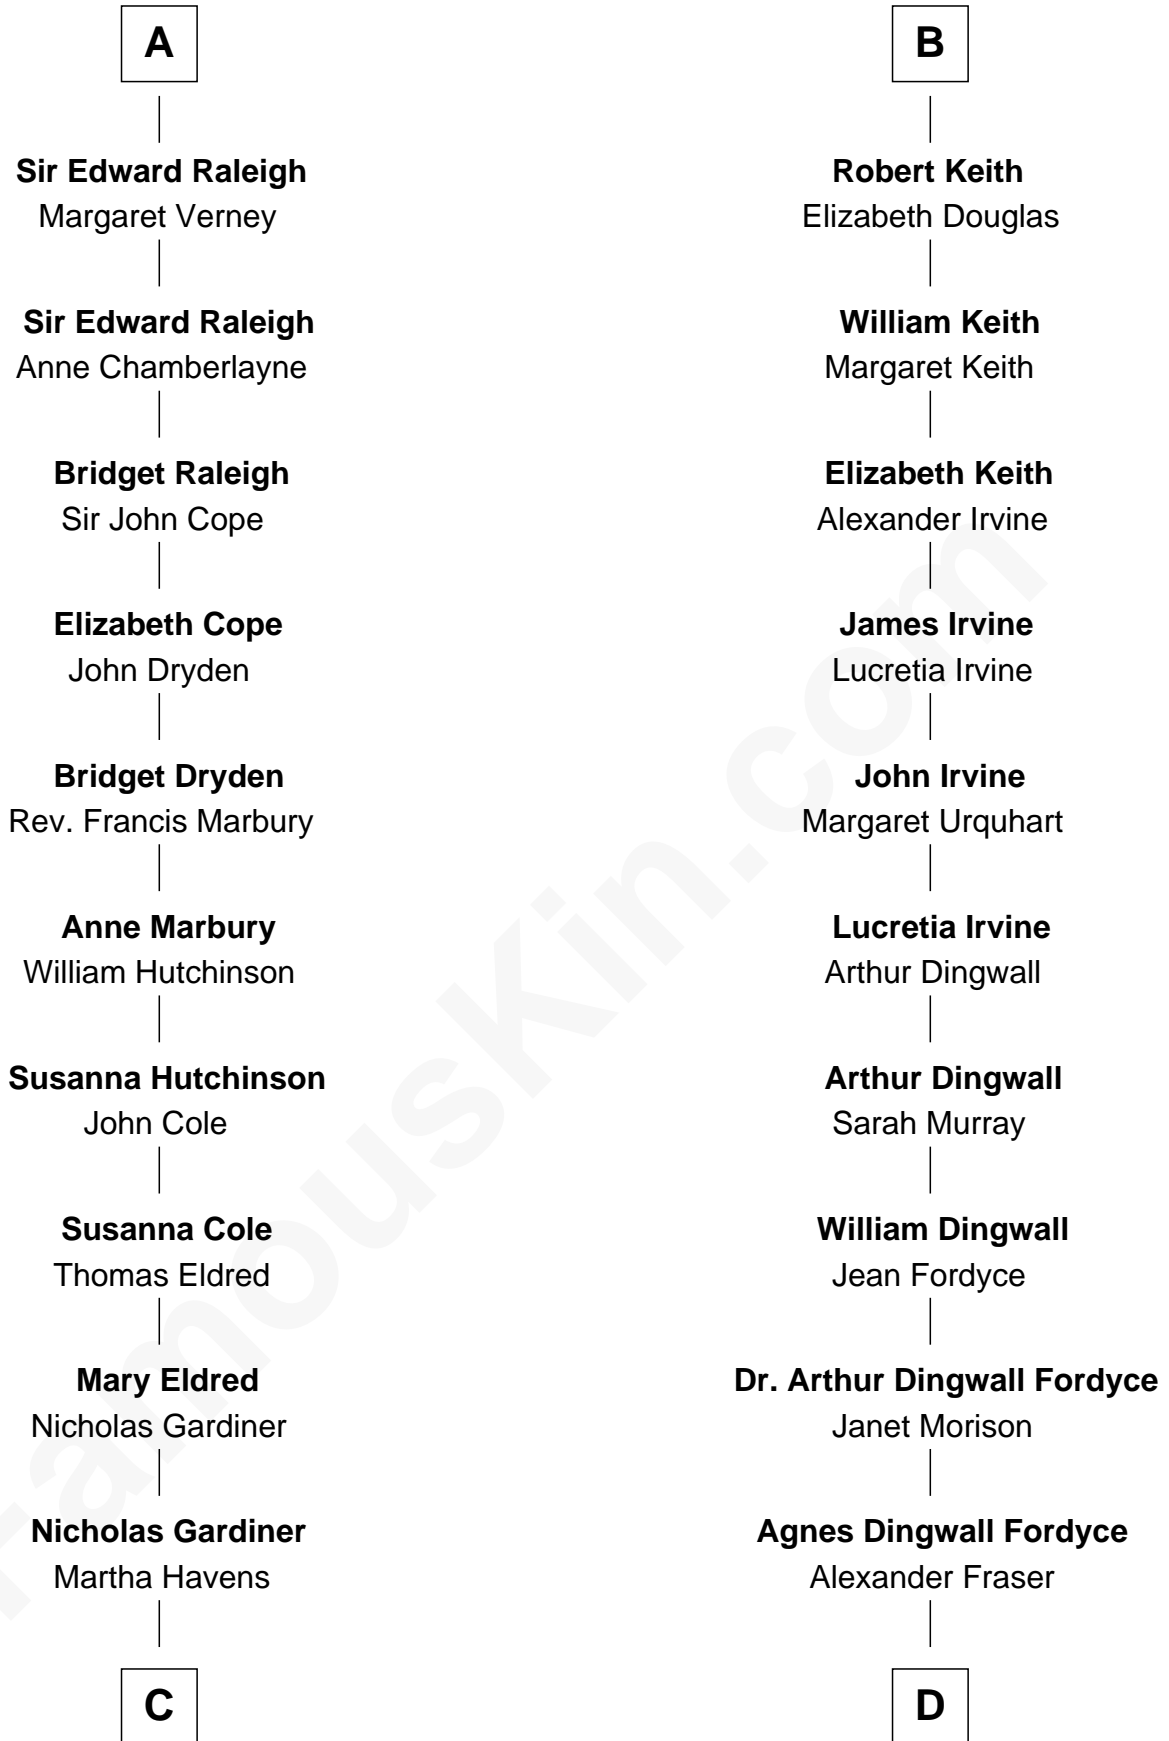 A
Sir Edward Raleigh
Margaret Verney
Sir Edward Raleigh
Anne Chamberlayne
Bridget Raleigh
Sir John Cope
Elizabeth Cope
John Dryden
Bridget Dryden
Rev. Francis Marbury
Anne Marbury
William Hutchinson
Susanna Hutchinson
John Cole
Susanna Cole
Thomas Eldred
Mary Eldred
Nicholas Gardiner
Nicholas Gardiner
Martha Havens
C
B
Robert Keith
Elizabeth Douglas
William Keith
Margaret Keith
Elizabeth Keith
Alexander Irvine
James Irvine
Lucretia Irvine
John Irvine
Margaret Urquhart
Lucretia Irvine
Arthur Dingwall
Arthur Dingwall
Sarah Murray
William Dingwall
Jean Fordyce
Dr. Arthur Dingwall Fordyce
Janet Morison
Agnes Dingwall Fordyce
Alexander Fraser
D
FamousKin.com